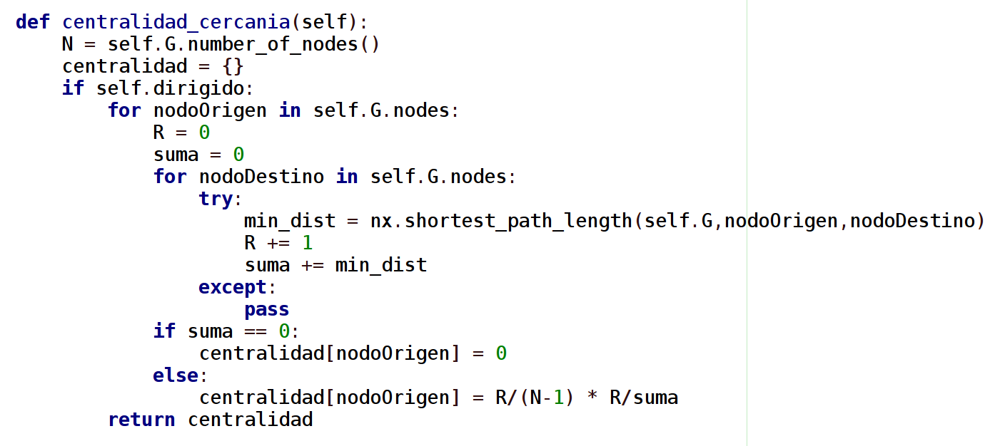 def centralidad_cercania(self):
    N = self.G.number_of_nodes()
    centralidad = {}
    if self.dirigido:
        for nodoOrigen in self.G.nodes:
            R = 0
            suma = 0
            for nodoDestino in self.G.nodes:
                try:
                    min_dist = nx.shortest_path_length(self.G,nodoOrigen,nodoDestino)
                    R += 1
                    suma += min_dist
                except:
                    pass
            if suma == 0:
                centralidad[nodoOrigen] = 0
            else:
                centralidad[nodoOrigen] = R/(N-1) * R/suma
        return centralidad